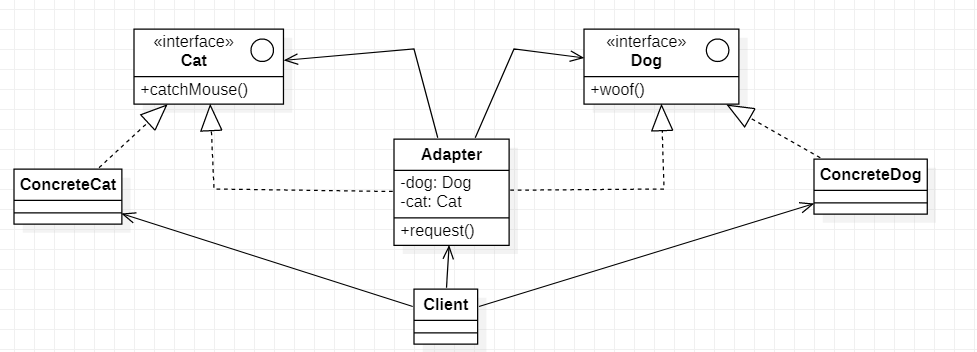 «interface»
Cat
+catchMouse()
«interface»
Dog
+woof()
Adapter
-dog: Dog
-cat: Cat
+request()
ConcreteCat
ConcreteDog
Client